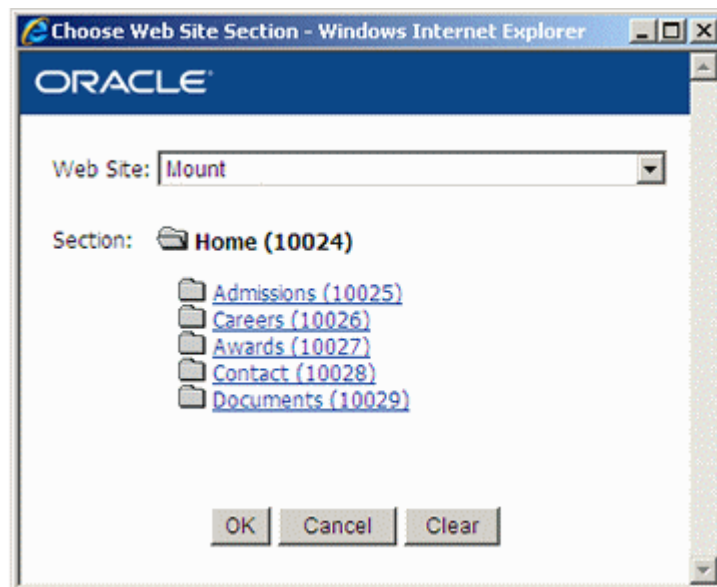 Choose Web Site Section - Windows Internet Explorer
ORACLE
Web Site: Mount
Section: Home (10024)
Admissions (10025)
Careers (10026)
Awards (10027)
Contact (10028)
Documents (10029)
OK Cancel Clear